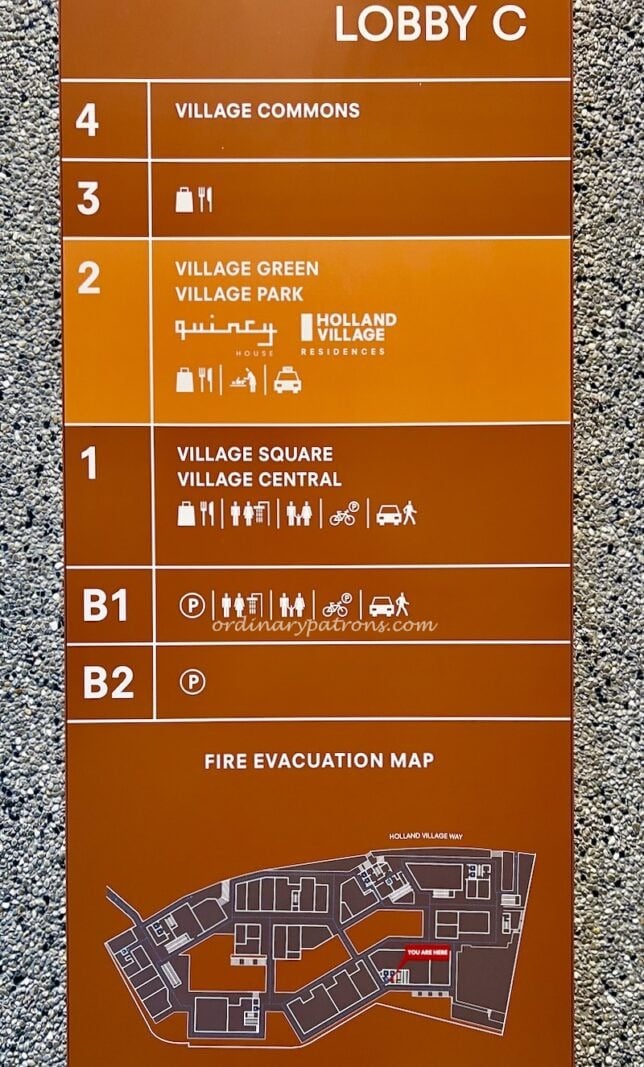 LOBBY C
4
VILLAGE COMMONS
3
2
VILLAGE GREEN
VILLAGE PARK
quincy
HOUSE
HOLLAND
VILLAGE
RESIDENCES
1
VILLAGE SQUARE
VILLAGE CENTRAL
P
B1
P
P
ordinarypatrons.com
B2
P
FIRE EVACUATION MAP
HOLLAND VILLAGE WAY
YOU ARE HERE